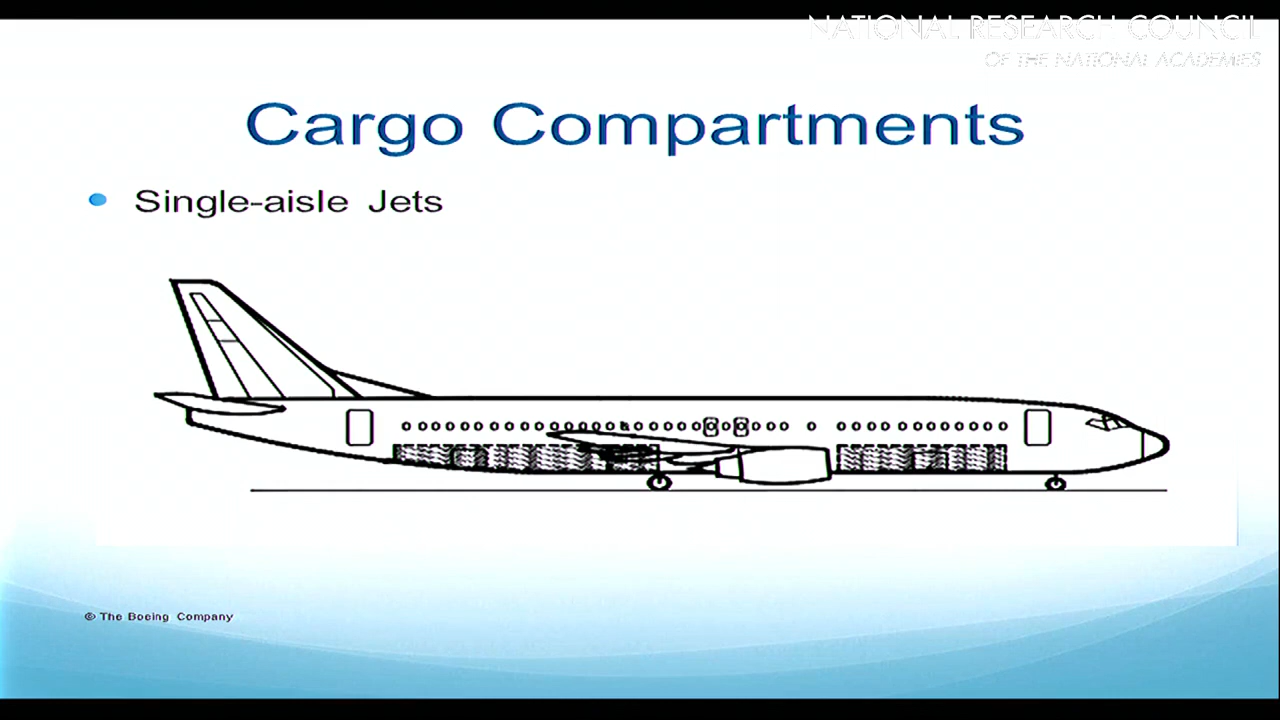 NATIONAL RESEARCH COUNCIL
OF THE NATIONAL ACADEMIES
Cargo Compartments
Single-aisle Jets
© The Boeing Company